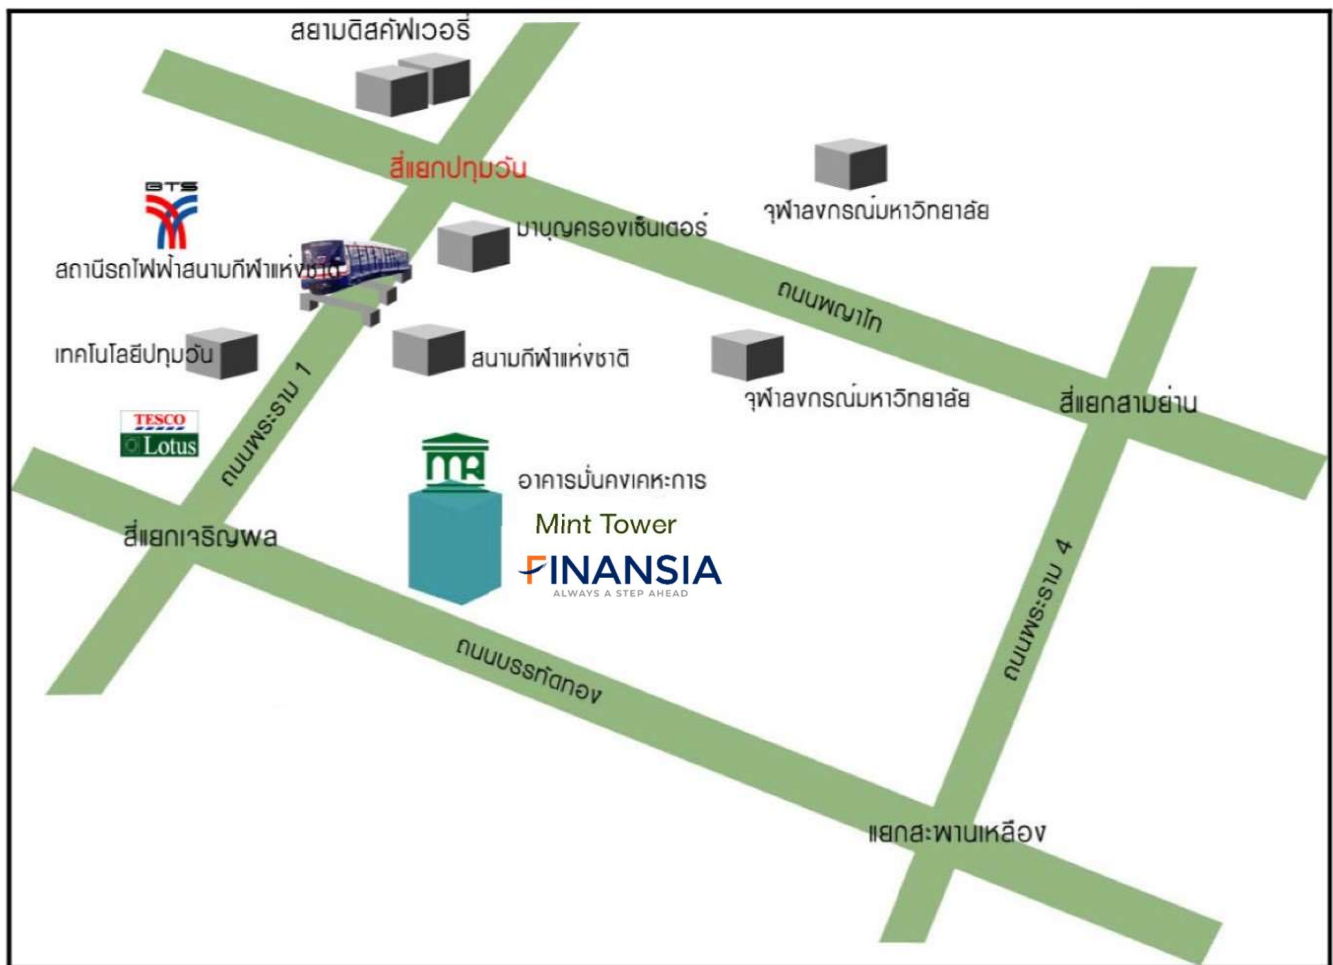 สยามดิสคัฟเวอรี่
สี่แยกปทุมวัน
BTS
สถานีรถไฟฟ้าสนามกีฬาแห่งชาติ
มาบุญครองเซ็นเตอร์
จุฬาลงกรณ์มหาวิทยาลัย
ถนนพญาไท
เทคโนโลยีปทุมวัน
สนามกีฬาแห่งชาติ
จุฬาลงกรณ์มหาวิทยาลัย
สี่แยกสามย่าน
ถนนพระราม 1
TESCO
Lotus
MR
อาคารมั่นคงเคหะการ
Mint Tower
FINANSIA
ALWAYS A STEP AHEAD
สี่แยกเจริญผล
ถนนพระราม 4
ถนนบรรทัดทอง
แยกสะพานเหลือง